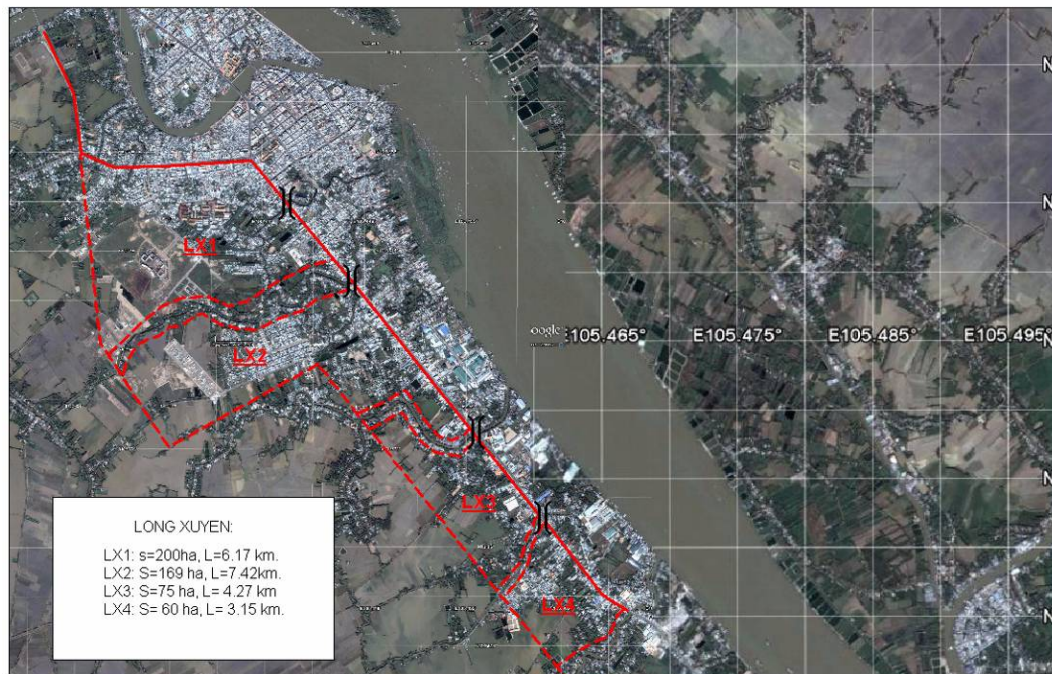 N
LX1
N
oogle
E105.465° E105.475° E105.485° E105.495°
N
LX2
N
LX3
LONG XUYEN:
LX1: s=200ha, L=6.17 km.
LX2: S=169 ha, L=7.42km.
LX3: S=75 ha, L= 4.27 km
LX4: S= 60 ha, L= 3.15 km.
LX4
N